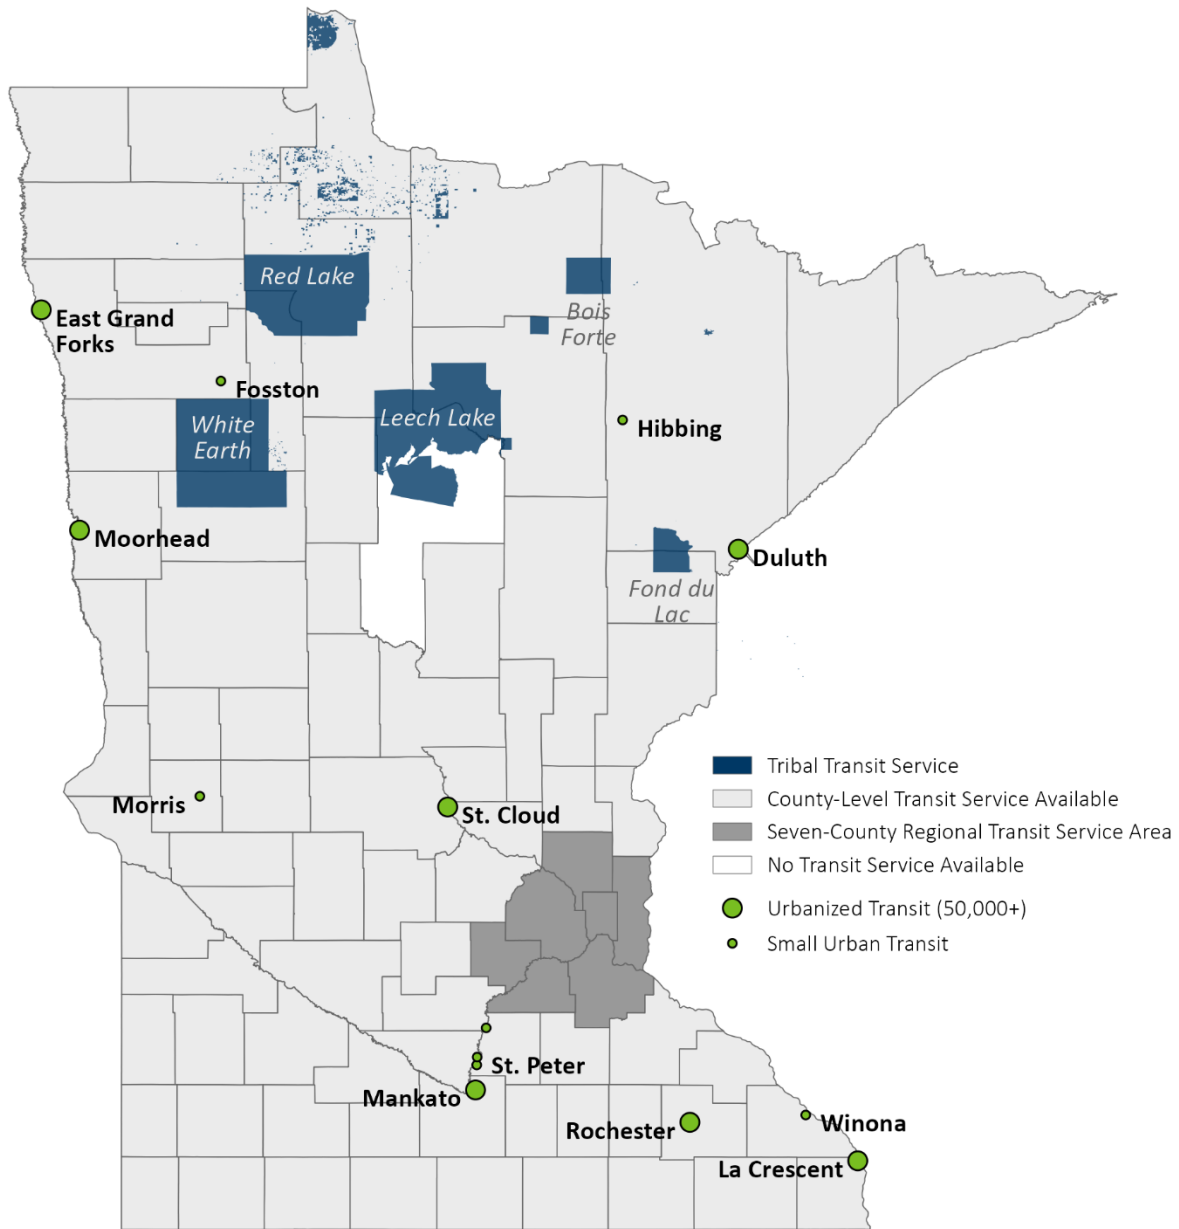 Red Lake
East Grand
Forks
Bois
Forte
Fosston
White
Earth
Leech Lake
Hibbing
Moorhead
Duluth
Fond du
Lac
Tribal Transit Service
County-Level Transit Service Available
Seven-County Regional Transit Service Area
No Transit Service Available
Urbanized Transit (50,000+)
Small Urban Transit
Morris
St. Cloud
St. Peter
Mankato
Rochester
Winona
La Crescent